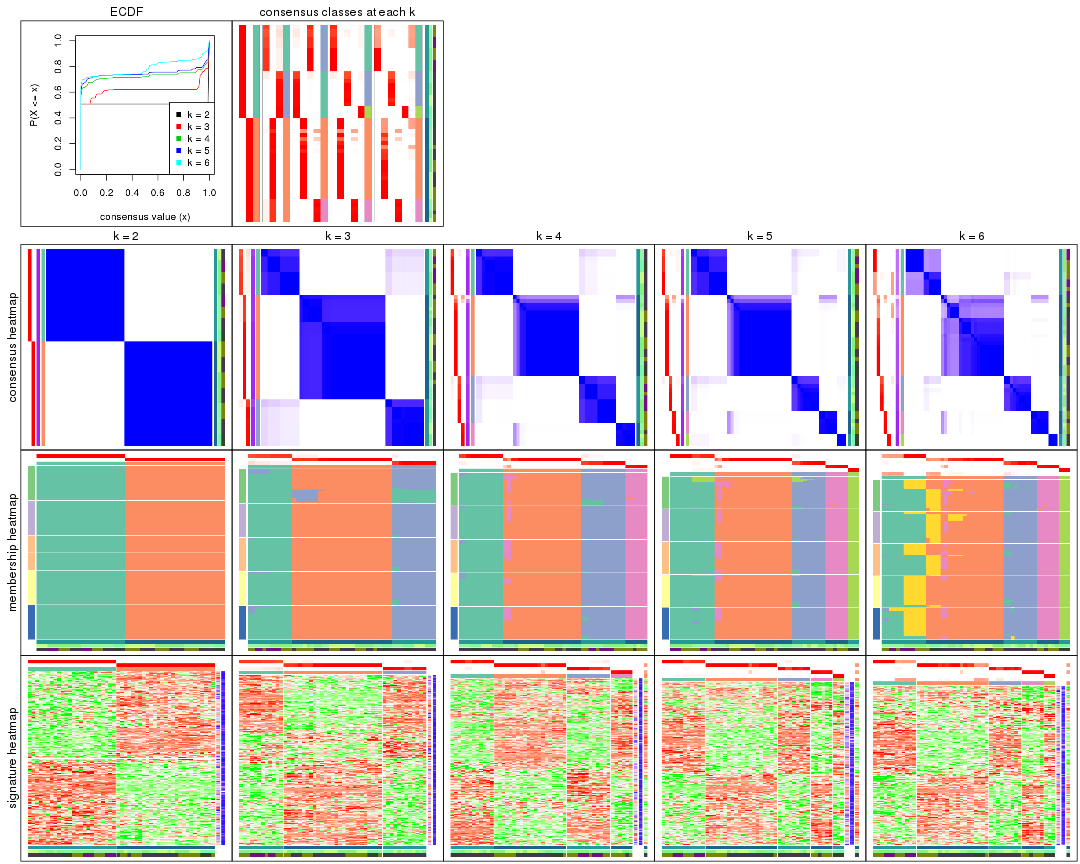 ECDF
consensus classes at each k
P(X <= x)
0.0 0.2 0.4 0.6 0.8 1.0
k = 2
k = 3
k = 4
k = 5
k = 6
0.0 0.2 0.4 0.6 0.8 1.0
consensus value (x)
k = 2
k = 3
k = 4
k = 5
k = 6
consensus heatmap
membership heatmap
signature heatmap